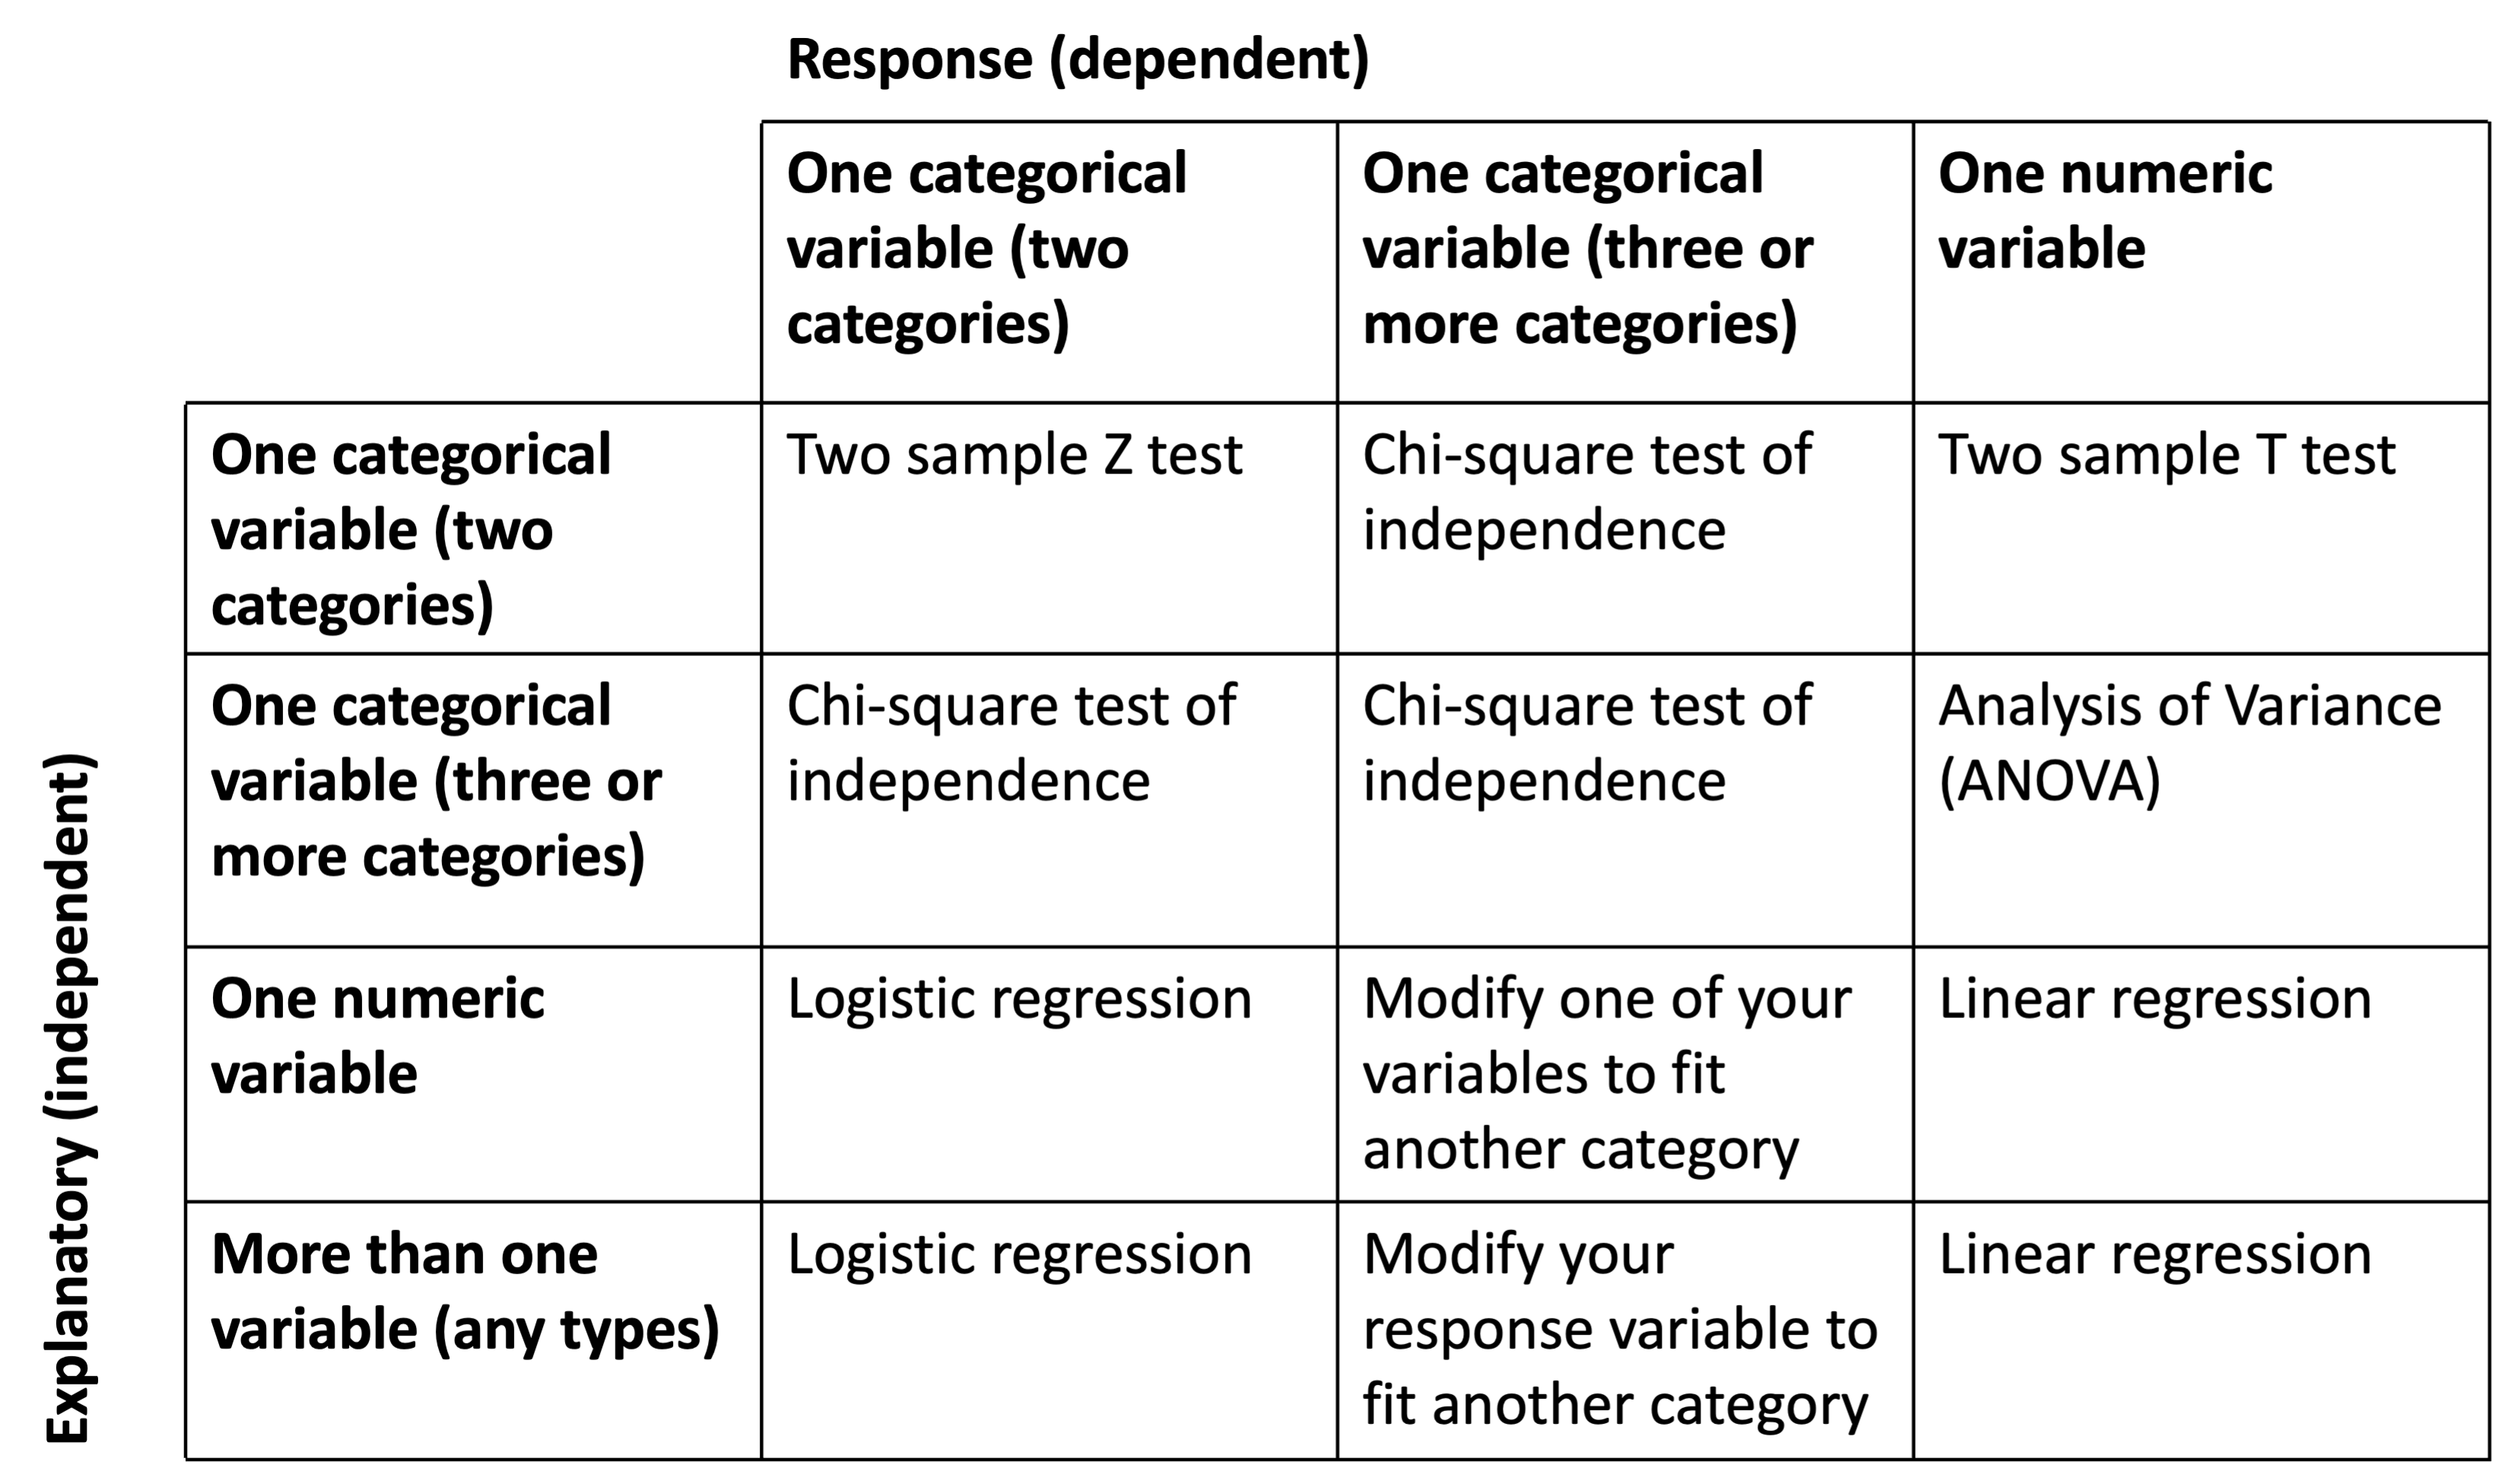 Response (dependent)
One categorical
variable (two
categories)
One categorical
variable (three or
more categories)
One numeric
variable
Explanatory (independent)
One categorical
variable (two
categories)
Two sample Z test
Chi-square test of
independence
Two sample T test
One categorical
variable (three or
more categories)
Chi-square test of
independence
Chi-square test of
independence
Analysis of Variance
(ANOVA)
One numeric
variable
Logistic regression
Modify one of your
variables to fit
another category
Linear regression
More than one
variable (any types)
Logistic regression
Modify your
response variable to
fit another category
Linear regression